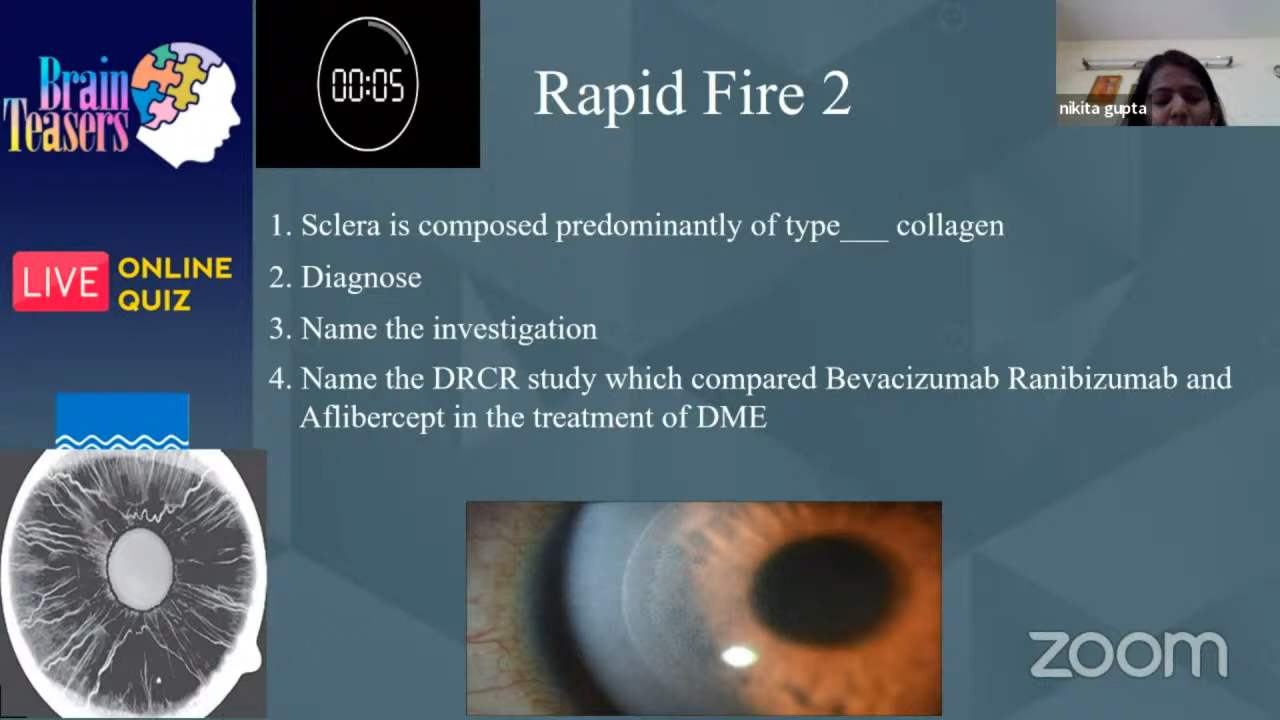 Brain
Teasers
00:05
Rapid Fire 2
nikita gupta
LIVE ONLINE
QUIZ
1. Sclera is composed predominantly of type___ collagen
2. Diagnose
3. Name the investigation
4. Name the DRCR study which compared Bevacizumab Ranibizumab and
Aflibercept in the treatment of DME
zoom